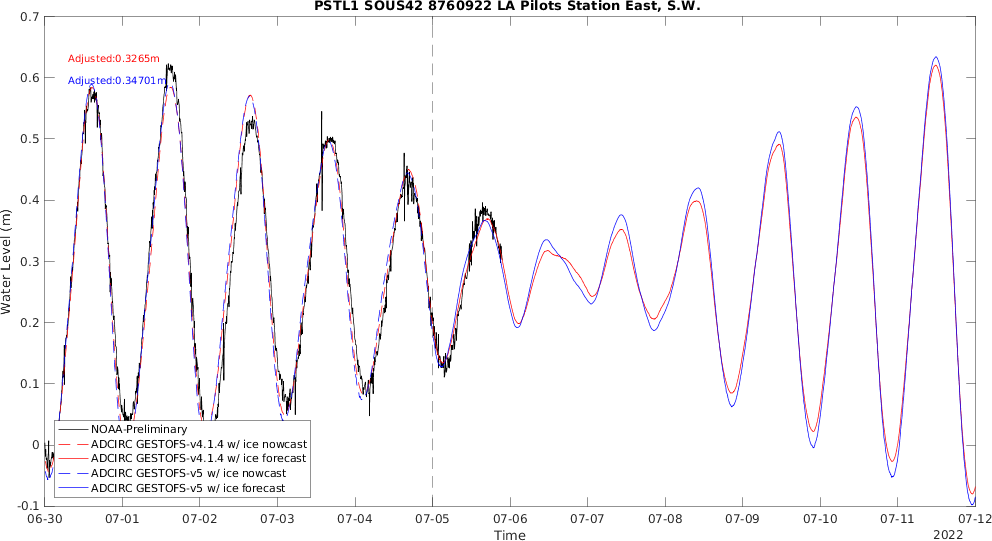 PSTL1 SOUS42 8760922 LA Pilots Station East, S.W.
0.7
0.6
0.5
0.4
0.3
0.2
0.1
0
-0.1
Water Level (m)
Adjusted:0.3265m
Adjusted:0.34701m
NOAA-Preliminary
ADCIRC GESTOFS-v4.1.4 w/ ice nowcast
ADCIRC GESTOFS-v4.1.4 w/ ice forecast
ADCIRC GESTOFS-v5 w/ ice nowcast
ADCIRC GESTOFS-v5 w/ ice forecast
06-30 07-01 07-02 07-03 07-04 07-05 07-06 07-07 07-08 07-09 07-10 07-11 07-12
Time
2022